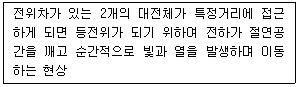 전위차가 있는 2개의 대전체가 특정거리에 접근
하게 되면 등전위가 되기 위하여 전하가 절연공
간을 깨고 순간적으로 빛과 열을 발생하며 이동
하는 현상